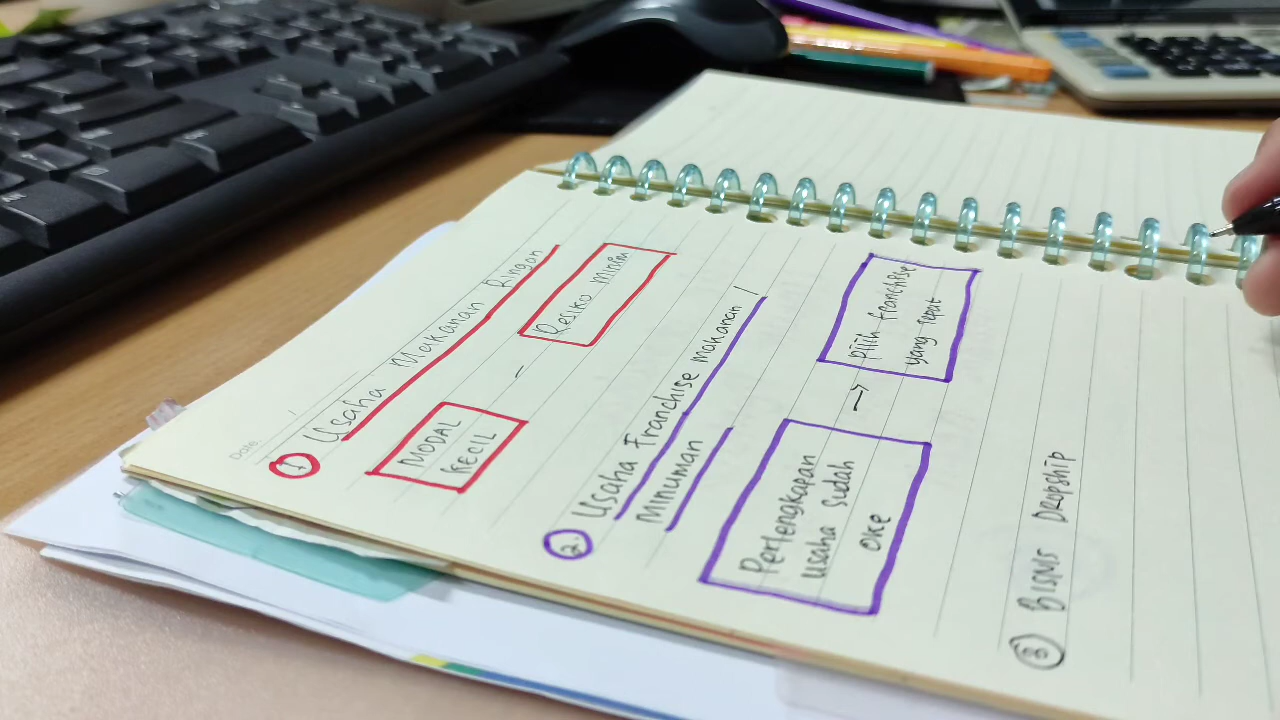 Date:
① Usaha Makanan Ringan
MODAL
KECIL
-
Resiko Minim
② Usaha Franchise makanan /
Minuman
Perlengkapan
usaha sudah
oke
→
pilih franchise
yang tepat
③ BISNIS DROPSHIP